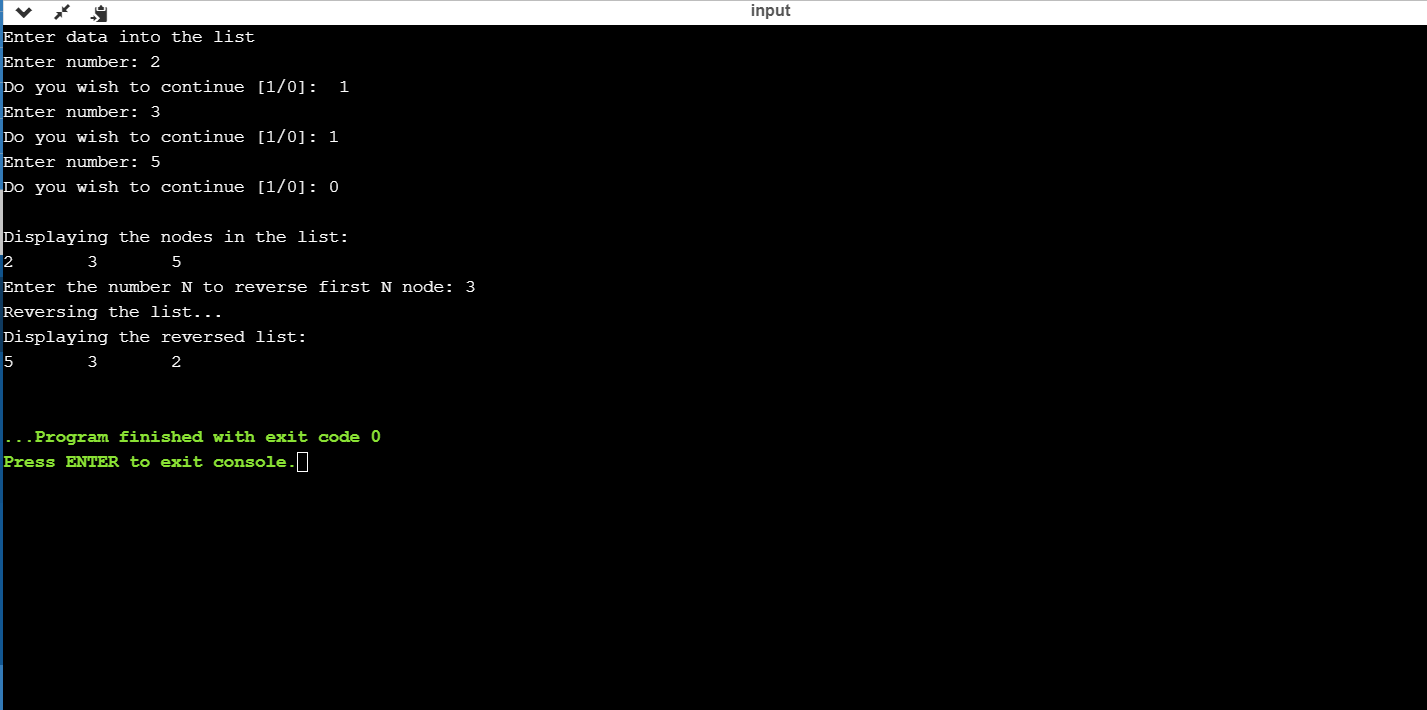 input
Enter data into the list
Enter number: 2
Do you wish to continue [1/0]:  1
Enter number: 3
Do you wish to continue [1/0]: 1
Enter number: 5
Do you wish to continue [1/0]: 0
Displaying the nodes in the list:
2       3       5
Enter the number N to reverse first N node: 3
Reversing the list...
Displaying the reversed list:
5       3       2
...Program finished with exit code 0
Press ENTER to exit console.